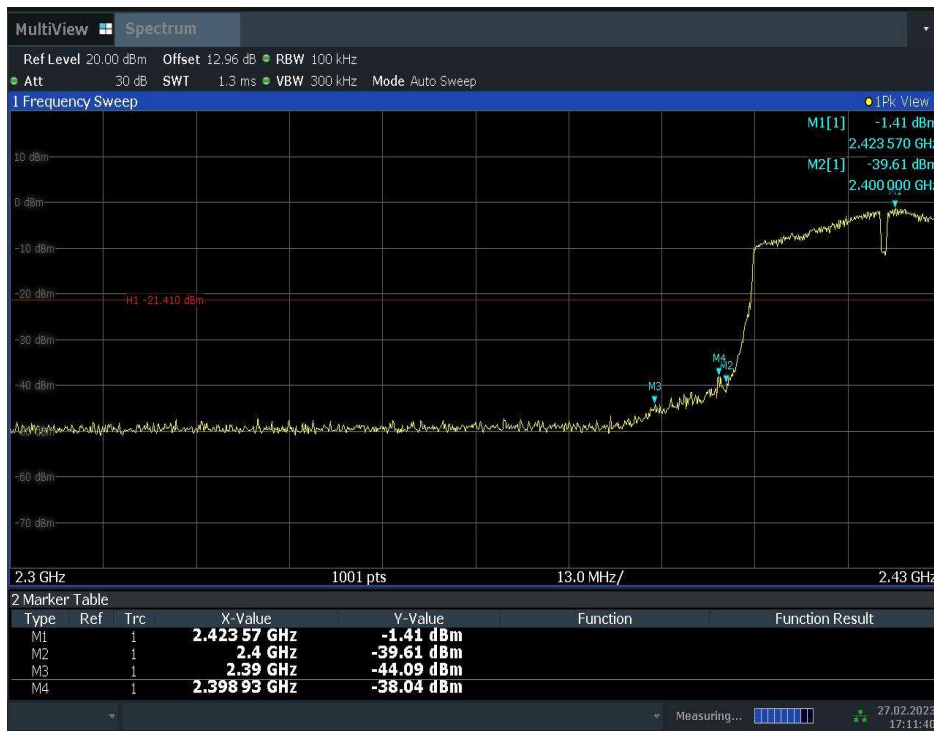 MultiView Spectrum
Ref Level 20.00 dBm Offset 12.96 dB RBW 100 kHz
Att 30 dB SWT 1.3 ms VBW 300 kHz Mode Auto Sweep
1 Frequency Sweep 1Pk View
M1[1] -1.41 dBm
2.423 570 GHz
10 dBm
M2[1] -39.61 dBm
2.400 000 GHz
M1
0 dBm
-10 dBm
-20 dBm
H1 -21.410 dBm
-30 dBm
M4
M2
-40 dBm
M3
-60 dBm
-70 dBm
2.3 GHz 1001 pts 13.0 MHz/ 2.43 GHz
2 Marker Table
Type Ref Trc X-Value Y-Value Function Function Result
M1 1 2.423 57 GHz -1.41 dBm
M2 1 2.4 GHz -39.61 dBm
M3 1 2.39 GHz -44.09 dBm
M4 1 2.398 93 GHz -38.04 dBm
Measuring... 27.02.2023
17:11:40